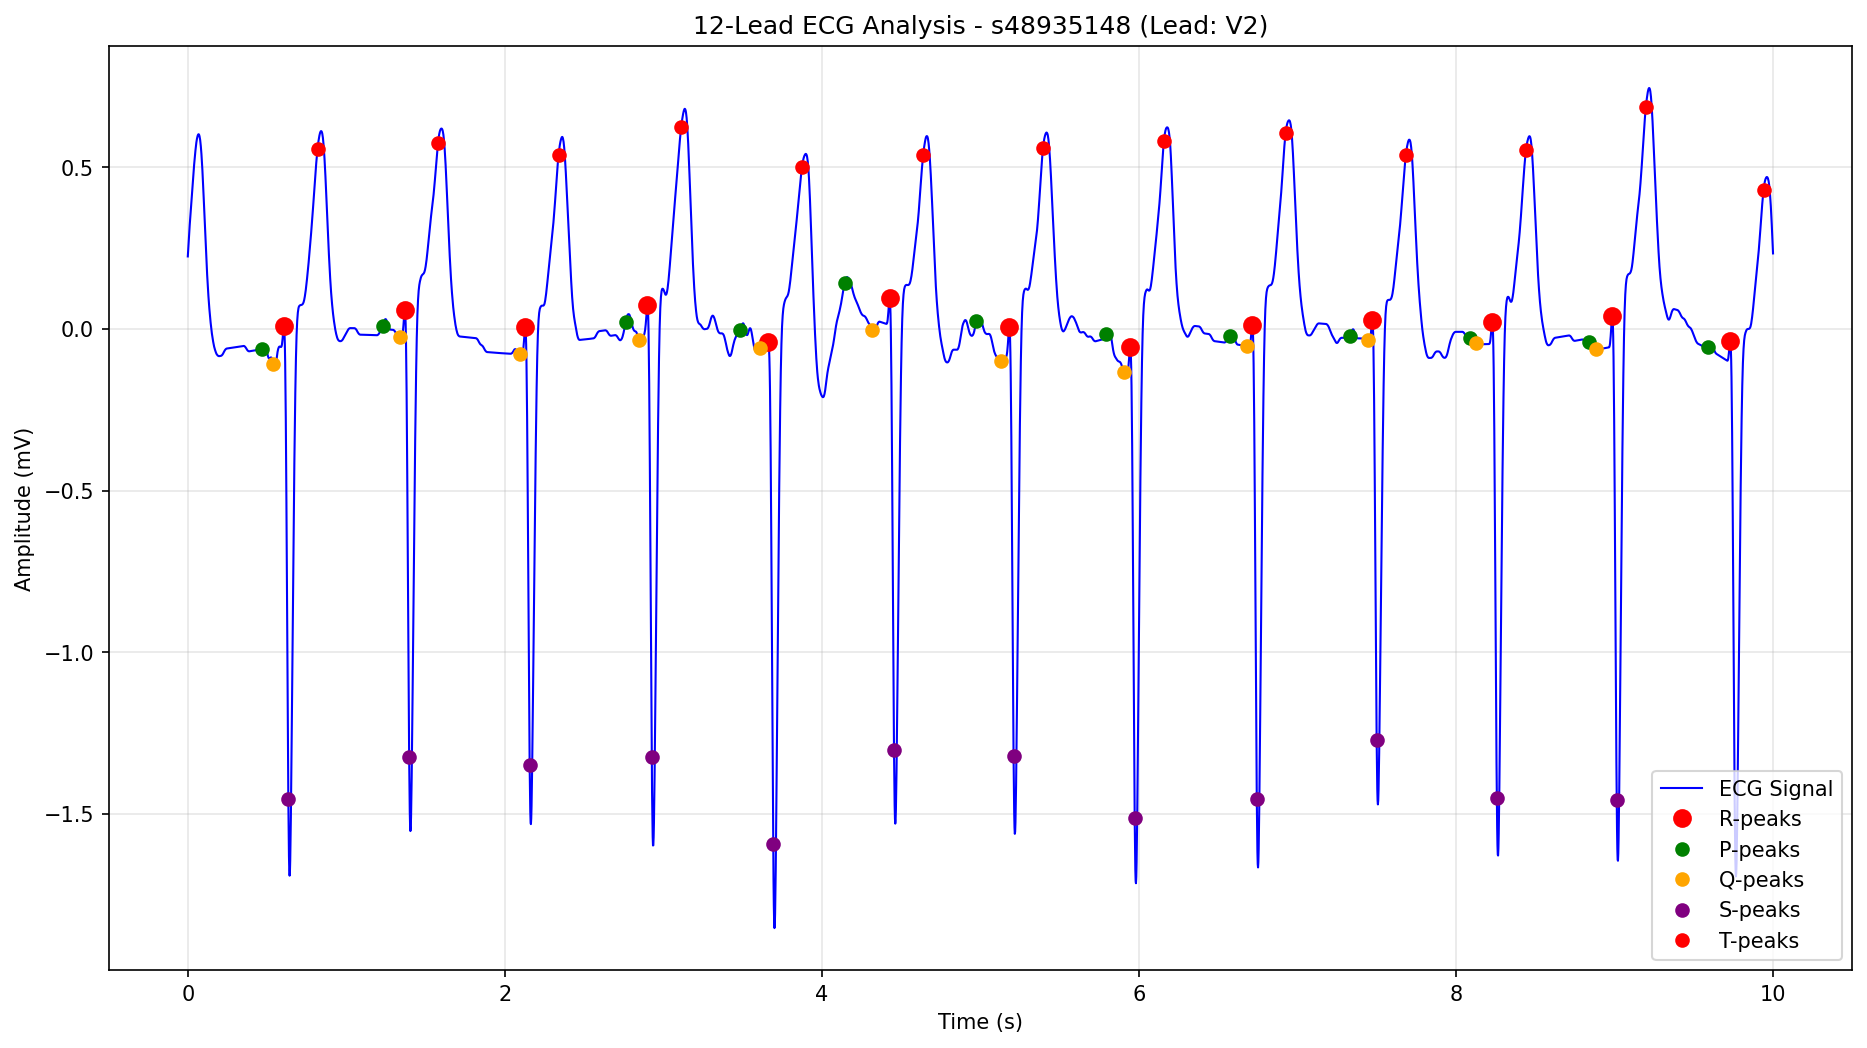 12-Lead ECG Analysis - s48935148 (Lead: V2)
Amplitude (mV)
0.5
0.0
−0.5
−1.0
−1.5
0 2 4 6 8 10
Time (s)
ECG Signal
R-peaks
P-peaks
Q-peaks
S-peaks
T-peaks